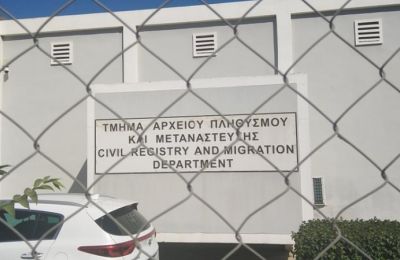 ΤΜΗΜΑ ΑΡΧΕΙΟΥ ΠΛΗΘΥΣΜΟΥ
ΚΑΙ ΜΕΤΑΝΑΣΤΕΥΣΗΣ
CIVIL REGISTRY AND MIGRATION
DEPARTMENT